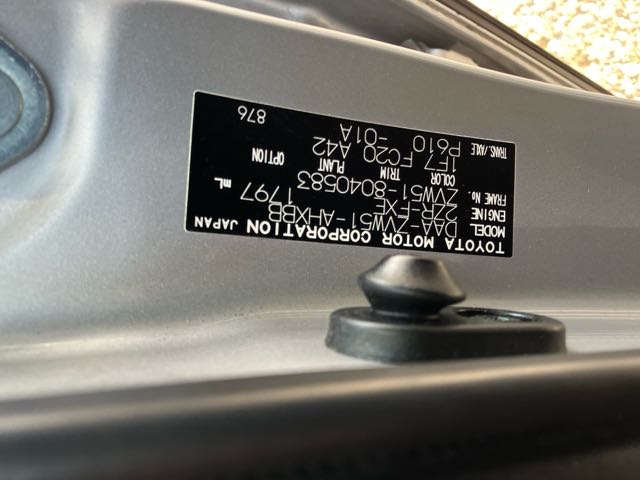 TOYOTA MOTOR CORPORATION JAPAN
MODEL DAA-ZVW51-AHXBB
ENGINE 2ZR-FXE 1797 mL
FRAME No. ZVW51-8040583
COLOR TRIM PLANT OPTION
1F7 FC20 A42
TRANS./AXLE P610 -01A
876